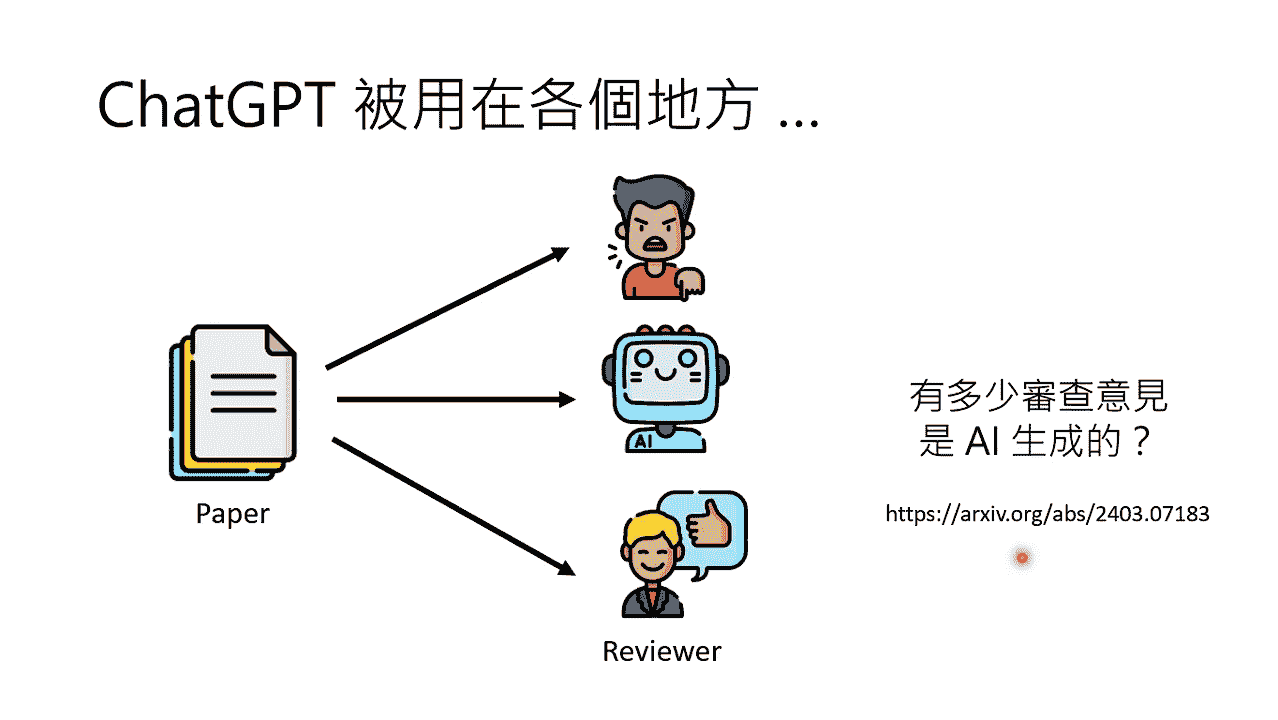 ChatGPT 被用在各個地方 ...
AI
有多少審查意見
是 AI 生成的？
Paper
https://arxiv.org/abs/2403.07183
Reviewer